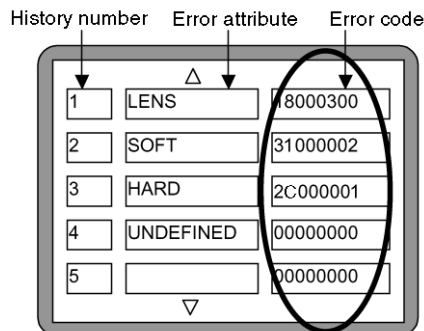 History number Error attribute Error code
1 LENS 18000300
2 SOFT 31000002
3 HARD 2C000001
4 UNDEFINED 00000000
5 00000000